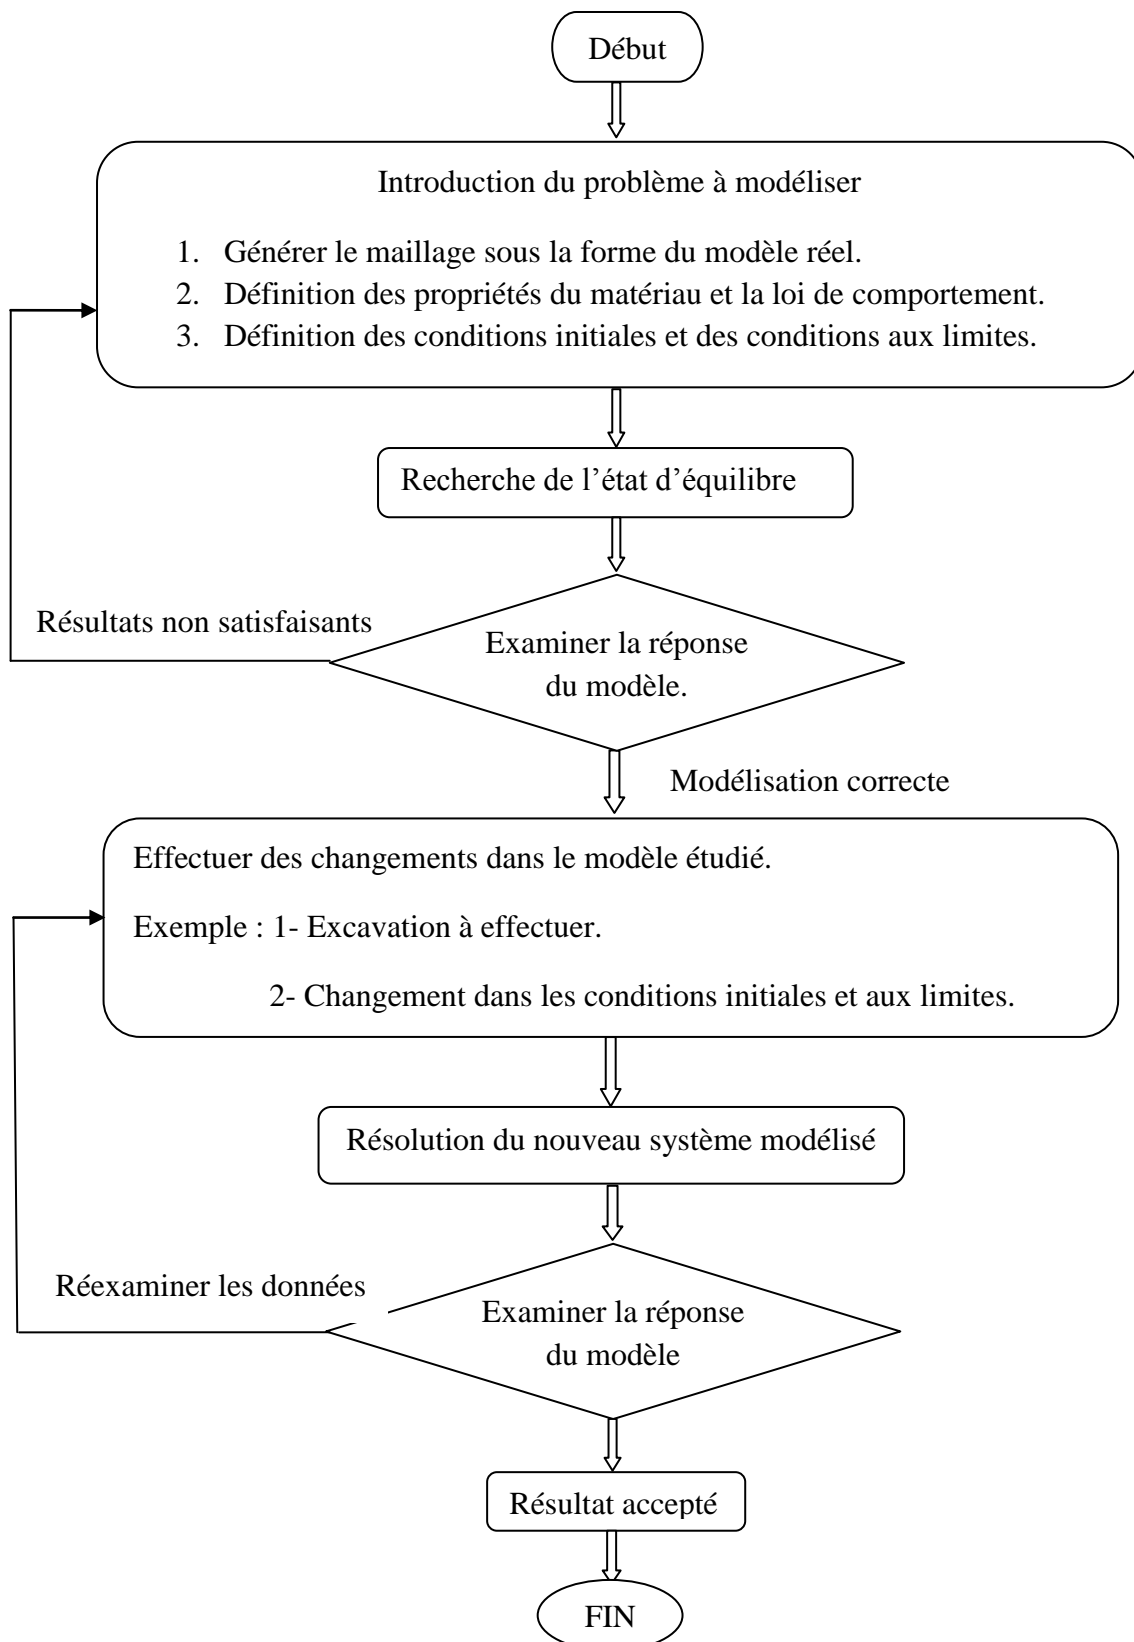 Début
Introduction du problème à modéliser
1. Générer le maillage sous la forme du modèle réel.
2. Définition des propriétés du matériau et la loi de comportement.
3. Définition des conditions initiales et des conditions aux limites.
Recherche de l’état d’équilibre
Résultats non satisfaisants
Examiner la réponse
du modèle.
Modélisation correcte
Effectuer des changements dans le modèle étudié.
Exemple : 1- Excavation à effectuer.
2- Changement dans les conditions initiales et aux limites.
Résolution du nouveau système modélisé
Réexaminer les données
Examiner la réponse
du modèle
Résultat accepté
FIN